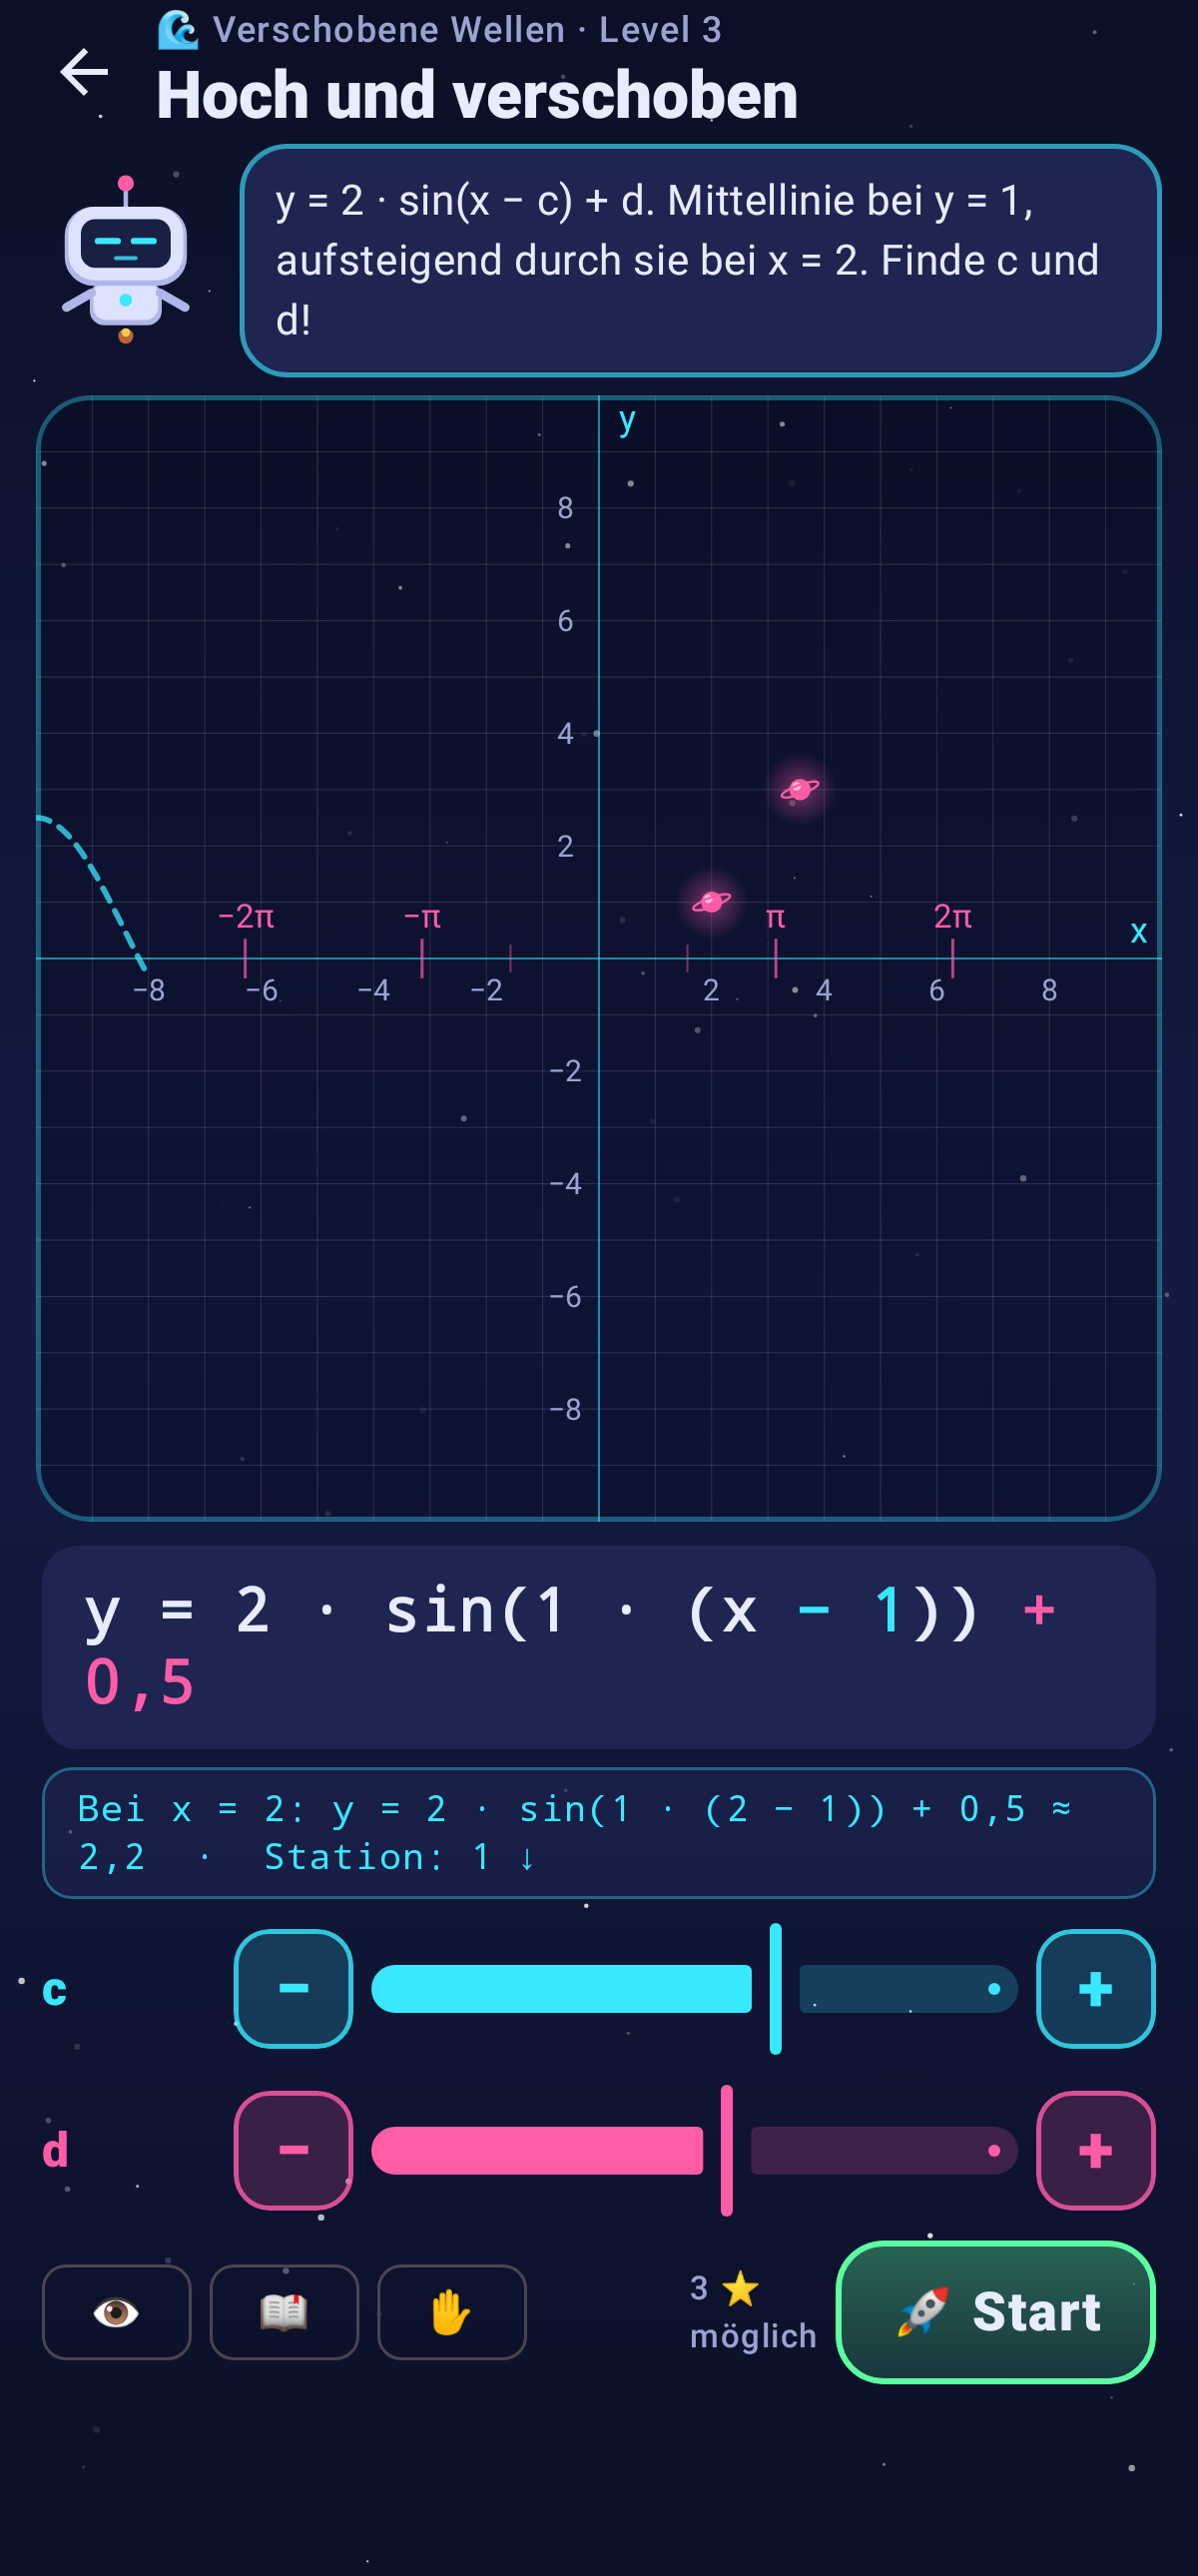 🌊 Verschobene Wellen · Level 3
Hoch und verschoben
y = 2 · sin(x − c) + d. Mittellinie bei y = 1,
aufsteigend durch sie bei x = 2. Finde c und
d!
y
8
6
4
2
−2π
−π
π
2π
x
−8
−6
−4
−2
2
4
6
8
−2
−4
−6
−8
y = 2 · sin(1 · (x − 1)) +
0,5
Bei x = 2: y = 2 · sin(1 · (2 − 1)) + 0,5 ≈
2,2 · Station: 1 ↓
c
−
+
d
−
+
3 ⭐
möglich
🚀 Start